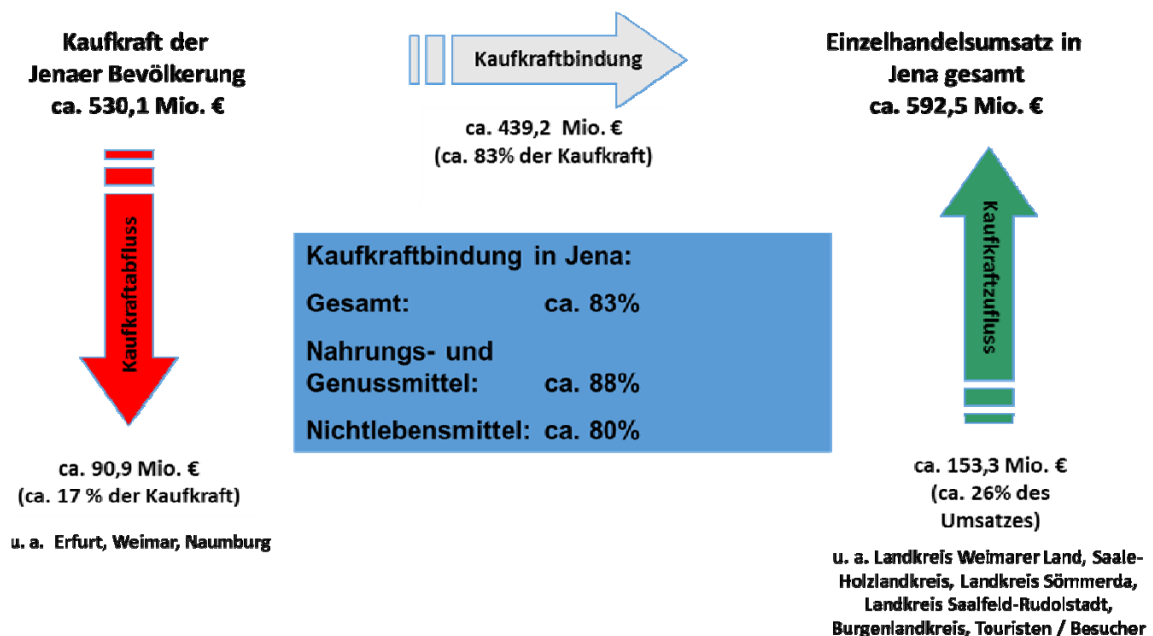 Kaufkraft der
Jenaer Bevölkerung
ca. 530,1 Mio. €
Kaufkraftbindung
ca. 439,2 Mio. €
(ca. 83% der Kaufkraft)
Einzelhandelsumsatz in
Jena gesamt
ca. 592,5 Mio. €
Kaufkraftabfluss
Kaufkraftbindung in Jena:
Gesamt: ca. 83%
Nahrungs- und
Genussmittel: ca. 88%
Nichtlebensmittel: ca. 80%
Kaufkraftzufluss
ca. 90,9 Mio. €
(ca. 17 % der Kaufkraft)
u. a. Erfurt, Weimar, Naumburg
ca. 153,3 Mio. €
(ca. 26% des
Umsatzes)
u. a. Landkreis Weimarer Land, Saale-
Holzlandkreis, Landkreis Sömmerda,
Landkreis Saalfeld-Rudolstadt,
Burgenlandkreis, Touristen / Besucher